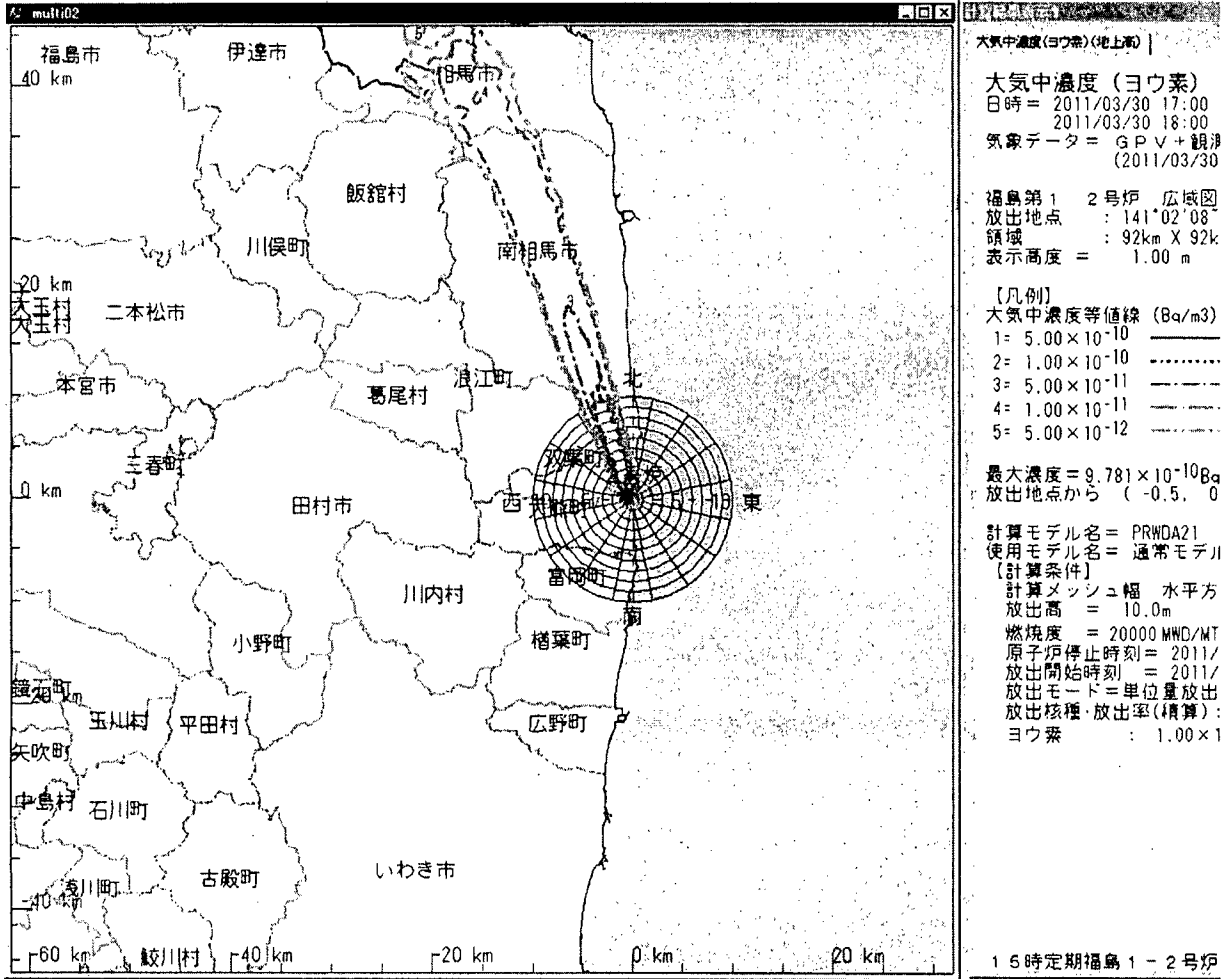 multi02
福島市
伊達市
相馬市
40 km
飯舘村
川俣町
南相馬市
20 km
大玉村
大玉村
二本松市
本宮市
浪江町
北
葛尾村
三春町
双葉町
0 km
田村市
西
東
富岡町
川内村
南
小野町
楢葉町
鏡石町
玉川村
平田村
広野町
矢吹町
中島村
石川町
古殿町
いわき市
浅川町
-40 km
鮫川村
-60 km
-40 km
-20 km
0 km
20 km
大気中濃度(ヨウ素)(地上高)
大気中濃度（ヨウ素）
日時＝ 2011/03/30 17:00
2011/03/30 18:00
気象データ＝ ＧＰＶ＋観測
(2011/03/30
福島第１ ２号炉 広域図
放出地点 : 141°02'08"
領域 : 92km X 92k
表示高度 ＝ 1.00 m
【凡例】
大気中濃度等値線 (Bq/m3)
1= 5.00×10⁻¹⁰
2= 1.00×10⁻¹⁰
3= 5.00×10⁻¹¹
4= 1.00×10⁻¹¹
5= 5.00×10⁻¹²
最大濃度＝9.781×10⁻¹⁰Bq
放出地点から ( -0.5, 0
計算モデル名＝ PRWDA21
使用モデル名＝ 通常モデル
【計算条件】
計算メッシュ幅 水平方
放出高 ＝ 10.0m
燃焼度 ＝ 20000 MWD/MT
原子炉停止時刻＝ 2011/
放出開始時刻 ＝ 2011/
放出モード＝単位量放出
放出核種・放出率(積算) :
ヨウ素 : 1.00×1
１５時定期福島１－２号炉